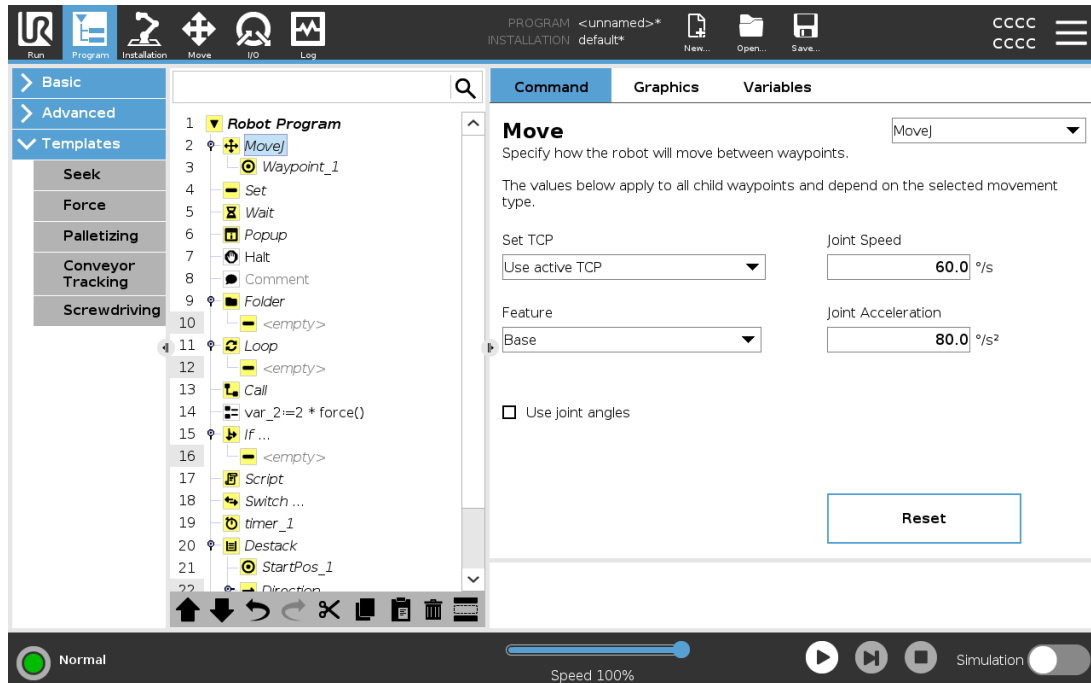 PROGRAM <unnamed>*
INSTALLATION default*
CCCC
CCCC
Run Program Installation Move I/O Log New... Open... Save...
Basic
Advanced
Templates
Seek
Force
Palletizing
Conveyor
Tracking
Screwdriving
1 Robot Program
2 MoveJ
3 Waypoint_1
4 Set
5 Wait
6 Popup
7 Halt
8 Comment
9 Folder
10 <empty>
11 Loop
12 <empty>
13 Call
14 var_2:=2 * force()
15 If ...
16 <empty>
17 Script
18 Switch ...
19 timer_1
20 Destack
21 StartPos_1
22 Direction
Command Graphics Variables
Move MoveJ
Specify how the robot will move between waypoints.
The values below apply to all child waypoints and depend on the selected movement
type.
Set TCP Joint Speed
Use active TCP 60.0 °/s
Feature Joint Acceleration
Base 80.0 °/s²
Use joint angles
Reset
Normal
Speed 100%
Simulation